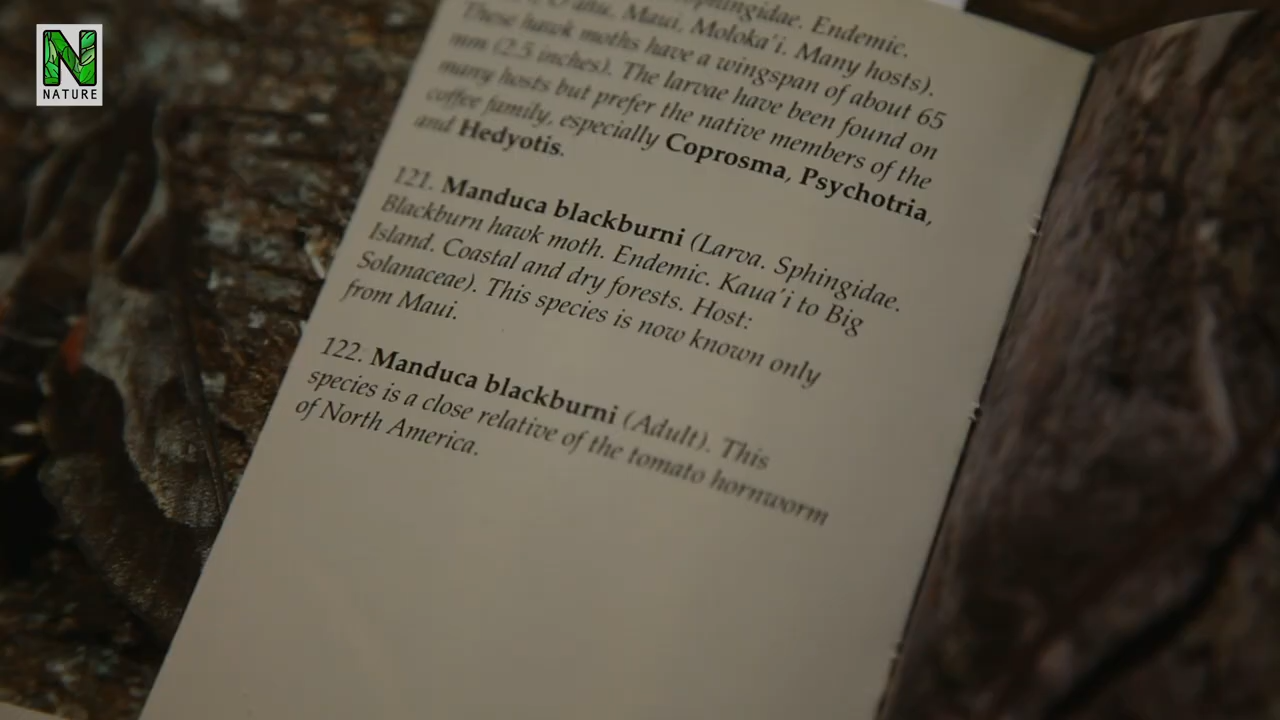 NATURE
Sphingidae. Endemic.
Maui, Moloka'i. Many hosts).
These hawk moths have a wingspan of about 65
mm (2.5 inches). The larvae have been found on
many hosts but prefer the native members of the
coffee family, especially Coprosma, Psychotria,
and Hedyotis.
121. Manduca blackburni (Larva. Sphingidae.
Blackburn hawk moth. Endemic. Kaua'i to Big
Island. Coastal and dry forests. Host:
Solanaceae). This species is now known only
from Maui.
122. Manduca blackburni (Adult). This
species is a close relative of the tomato hornworm
of North America.